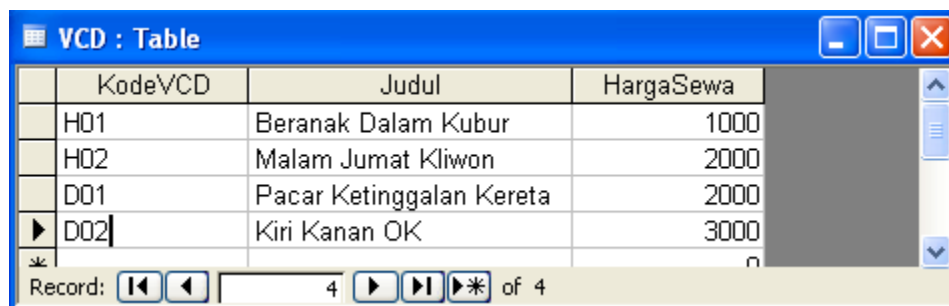 VCD : Table
KodeVCD Judul HargaSewa
H01 Beranak Dalam Kubur 1000
H02 Malam Jumat Kliwon 2000
D01 Pacar Ketinggalan Kereta 2000
D02 Kiri Kanan OK 3000
0
Record: 4 of 4